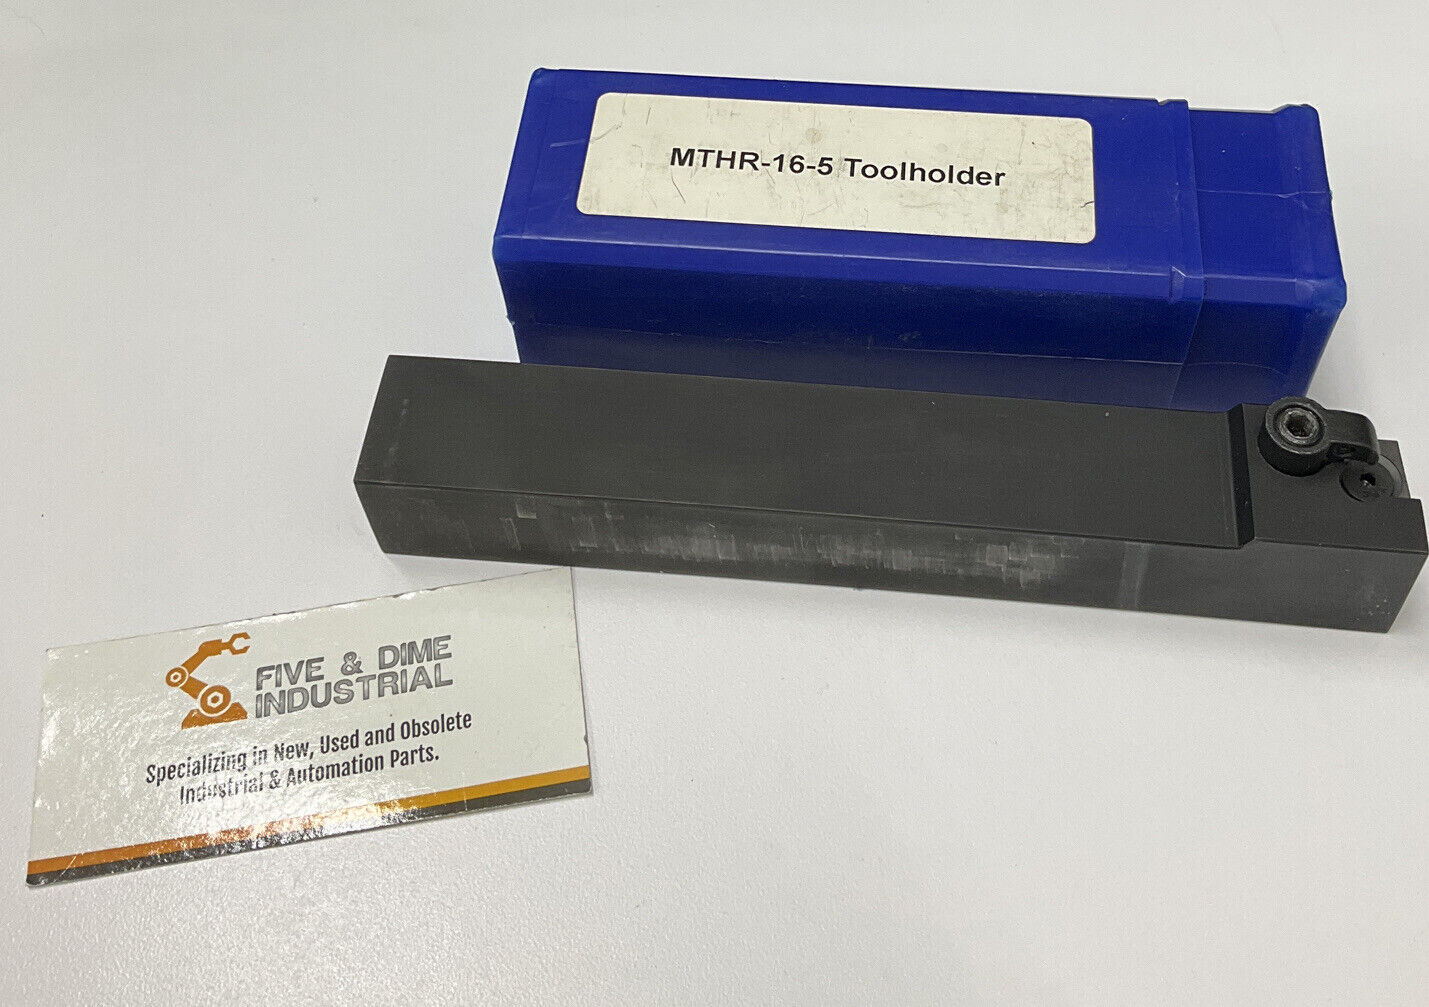 MTHR-16-5 Toolholder
FIVE & DIME
INDUSTRIAL
Specializing in New, Used and Obsolete
Industrial & Automation Parts.